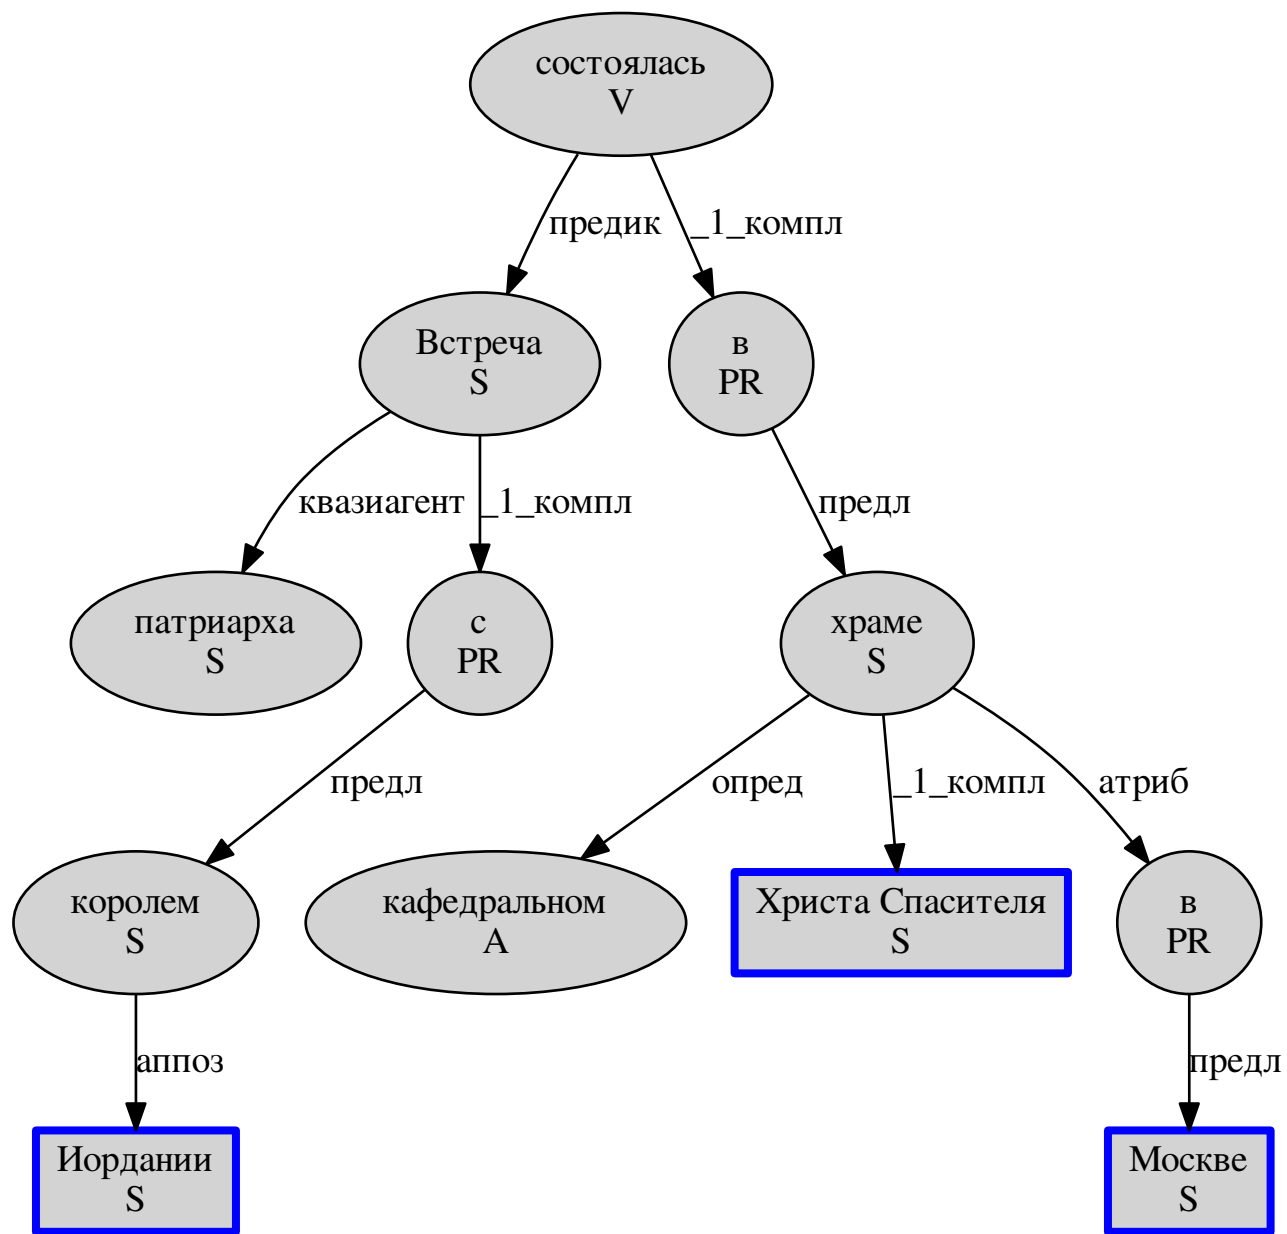 состоялась
V
предик
_1_компл
Встреча
S
в
PR
квазиагент
_1_компл
предл
патриарха
S
с
PR
храме
S
предл
опред
_1_компл
атриб
королем
S
кафедральном
A
Христа Спасителя
S
в
PR
аппоз
предл
Иордании
S
Москве
S